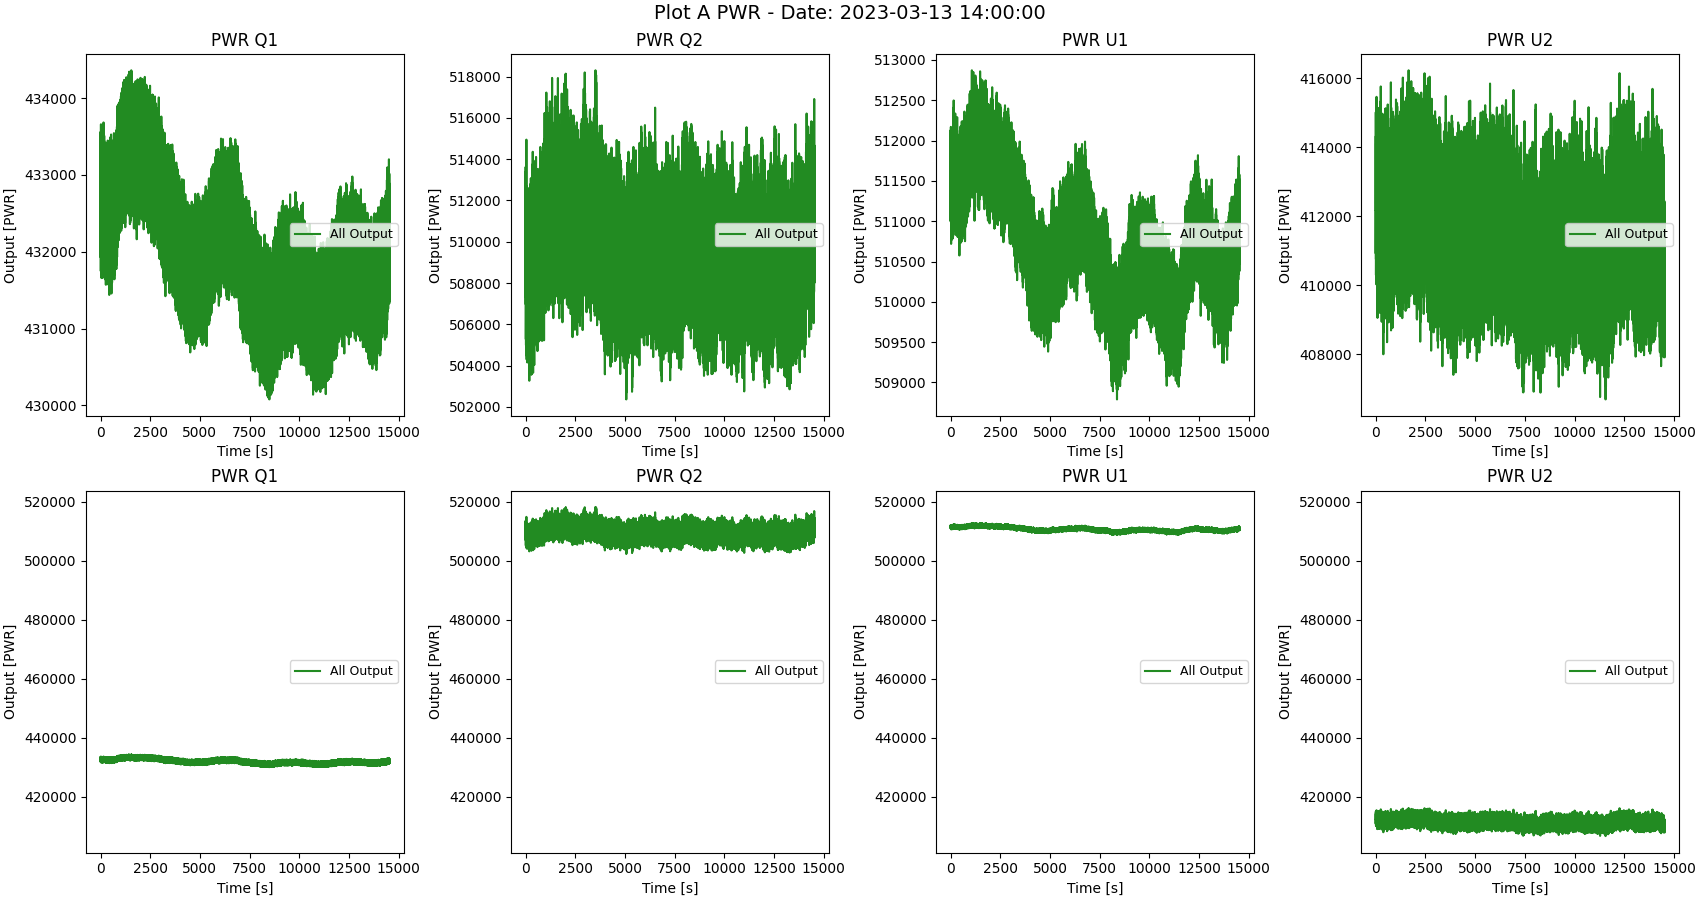 Plot A PWR - Date: 2023-03-13 14:00:00
PWR Q1
Output [PWR]
434000
433000
432000
431000
430000
All Output
0 2500 5000 7500 10000 12500 15000
Time [s]
PWR Q2
Output [PWR]
518000
516000
514000
512000
510000
508000
506000
504000
502000
All Output
0 2500 5000 7500 10000 12500 15000
Time [s]
PWR U1
Output [PWR]
513000
512500
512000
511500
511000
510500
510000
509500
509000
All Output
0 2500 5000 7500 10000 12500 15000
Time [s]
PWR U2
Output [PWR]
416000
414000
412000
410000
408000
All Output
0 2500 5000 7500 10000 12500 15000
Time [s]
PWR Q1
Output [PWR]
520000
500000
480000
460000
440000
420000
All Output
0 2500 5000 7500 10000 12500 15000
Time [s]
PWR Q2
Output [PWR]
520000
500000
480000
460000
440000
420000
All Output
0 2500 5000 7500 10000 12500 15000
Time [s]
PWR U1
Output [PWR]
520000
500000
480000
460000
440000
420000
All Output
0 2500 5000 7500 10000 12500 15000
Time [s]
PWR U2
Output [PWR]
520000
500000
480000
460000
440000
420000
All Output
0 2500 5000 7500 10000 12500 15000
Time [s]